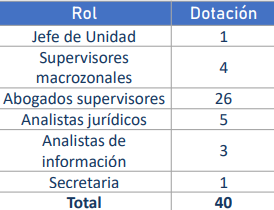 Rol Dotación
Jefe de Unidad 1
Supervisores
macrozonales 4
Abogados supervisores 26
Analistas jurídicos 5
Analistas de
información 3
Secretaria 1
Total 40